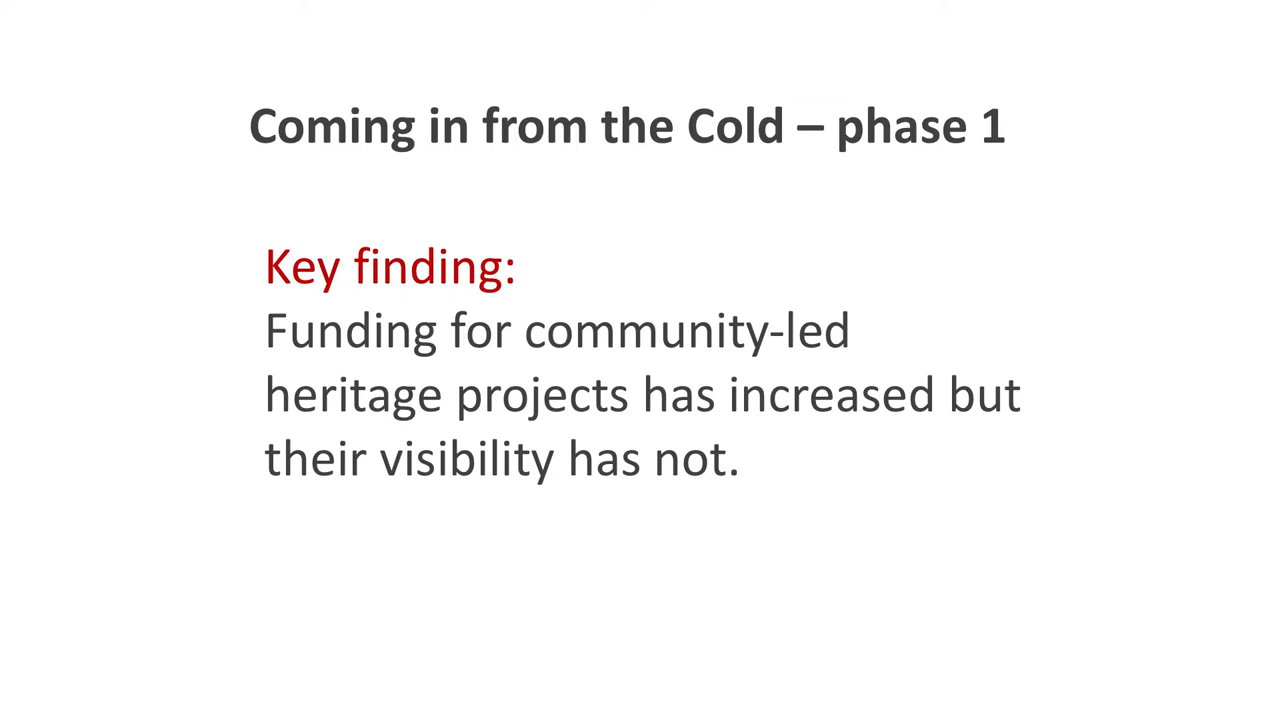 Coming in from the Cold – phase 1
Key finding:
Funding for community-led
heritage projects has increased but
their visibility has not.